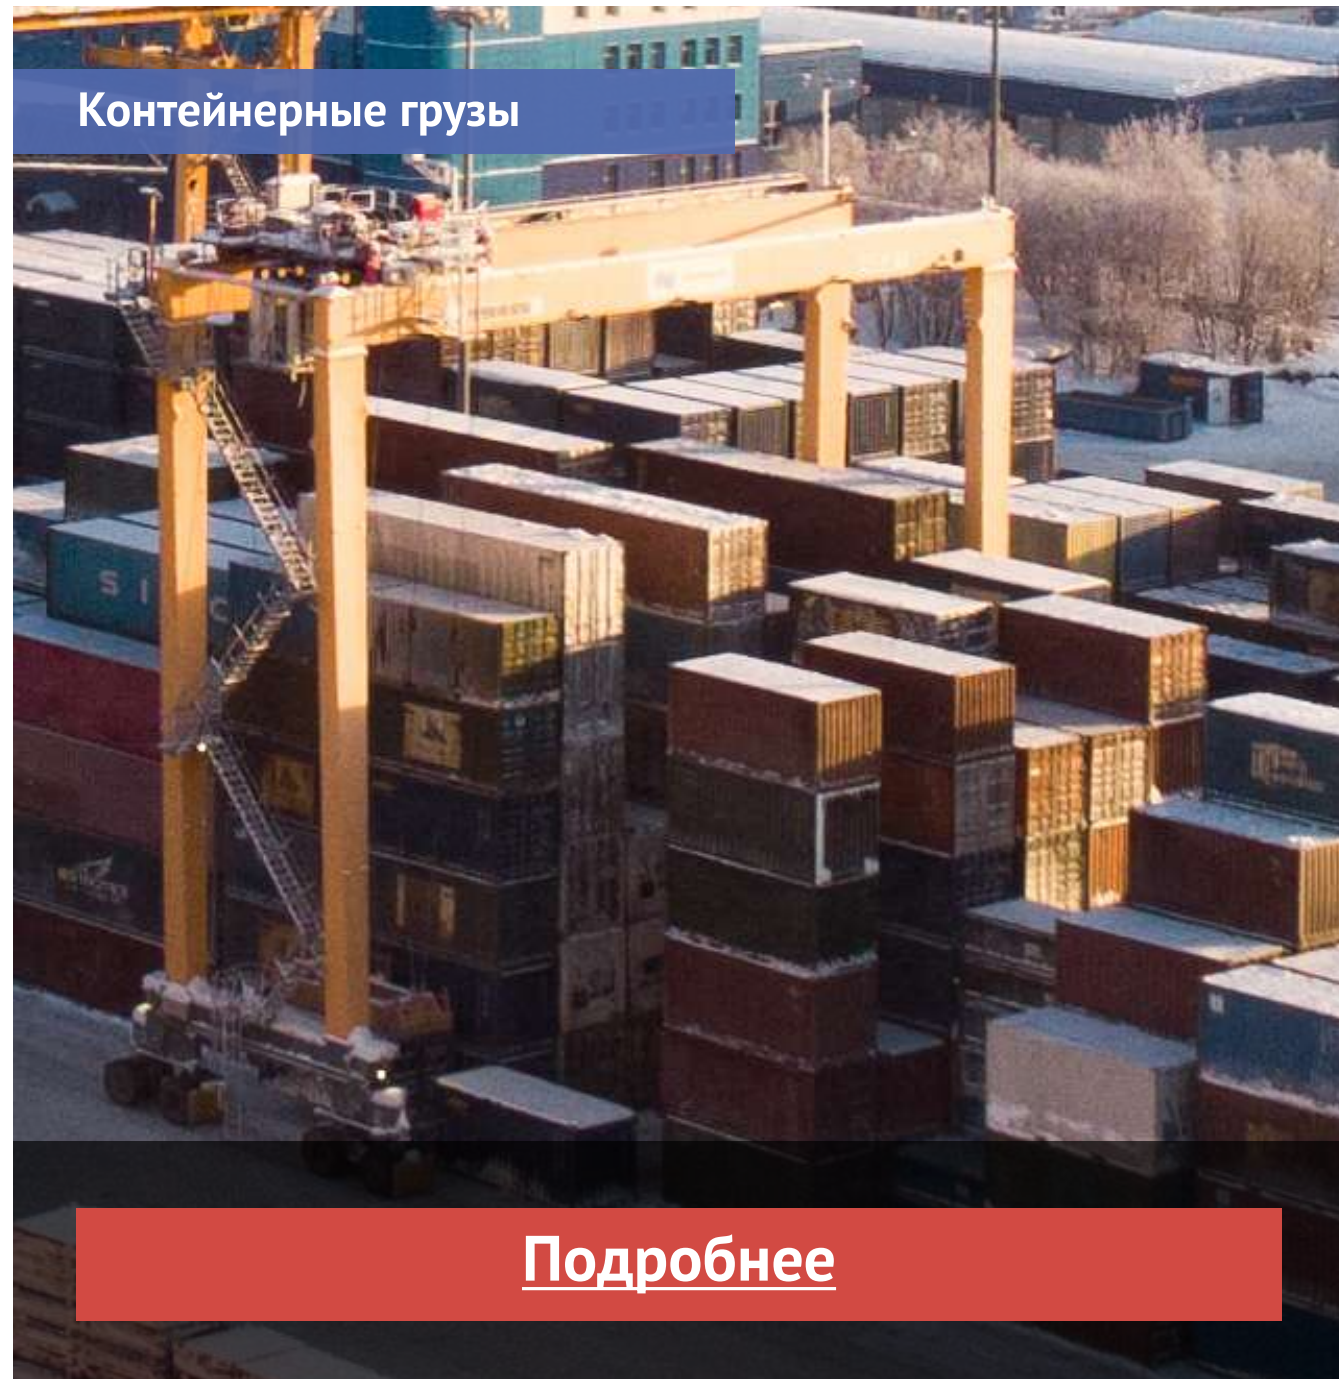 Контейнерные грузы
Подробнее